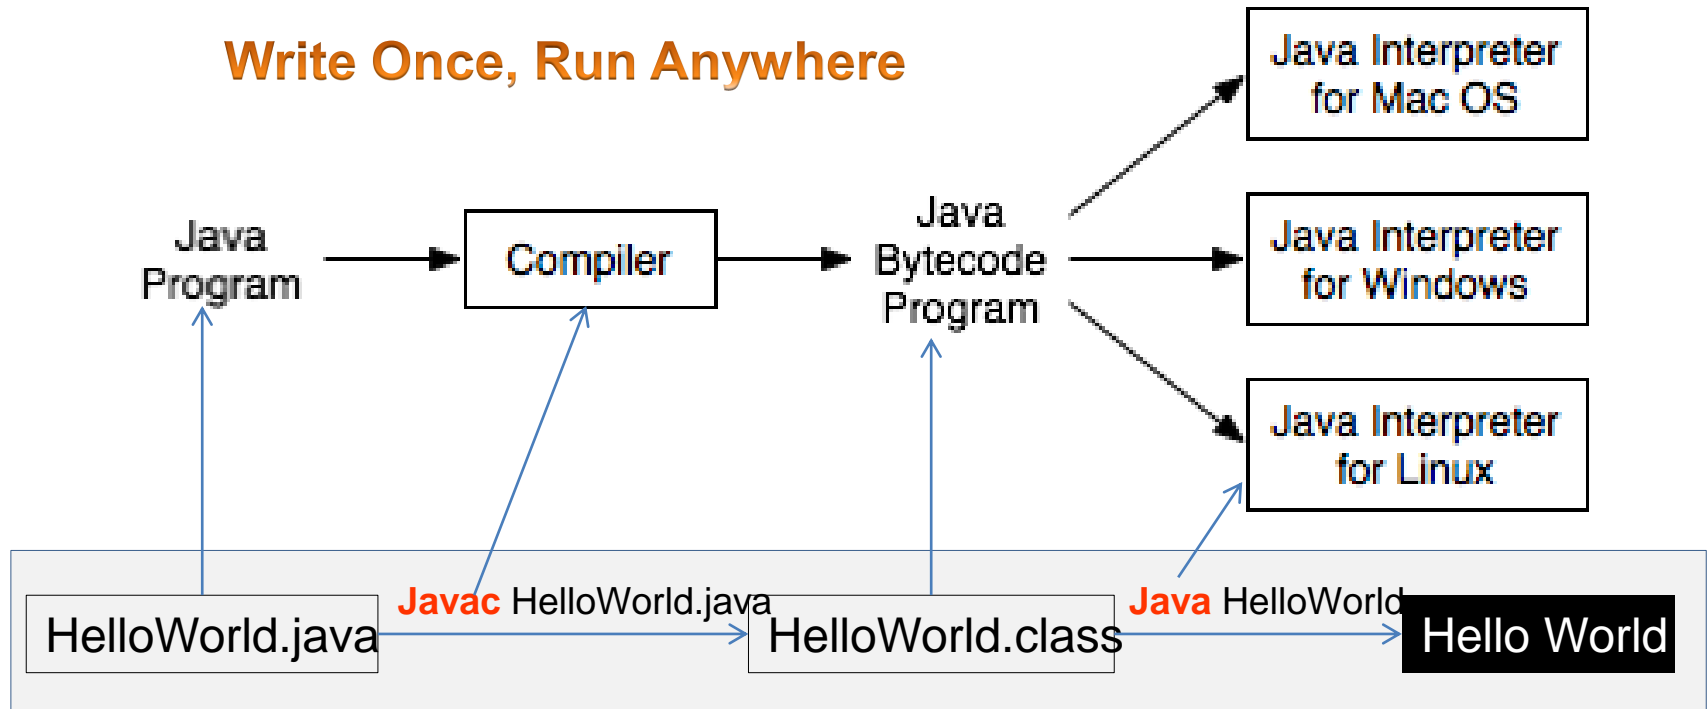 Write Once, Run Anywhere
Java Interpreter
for Mac OS
Java
Program
Compiler
Java
Bytecode
Program
Java Interpreter
for Windows
Java Interpreter
for Linux
Javac HelloWorld.java
Java HelloWorld
HelloWorld.java
HelloWorld.class
Hello World